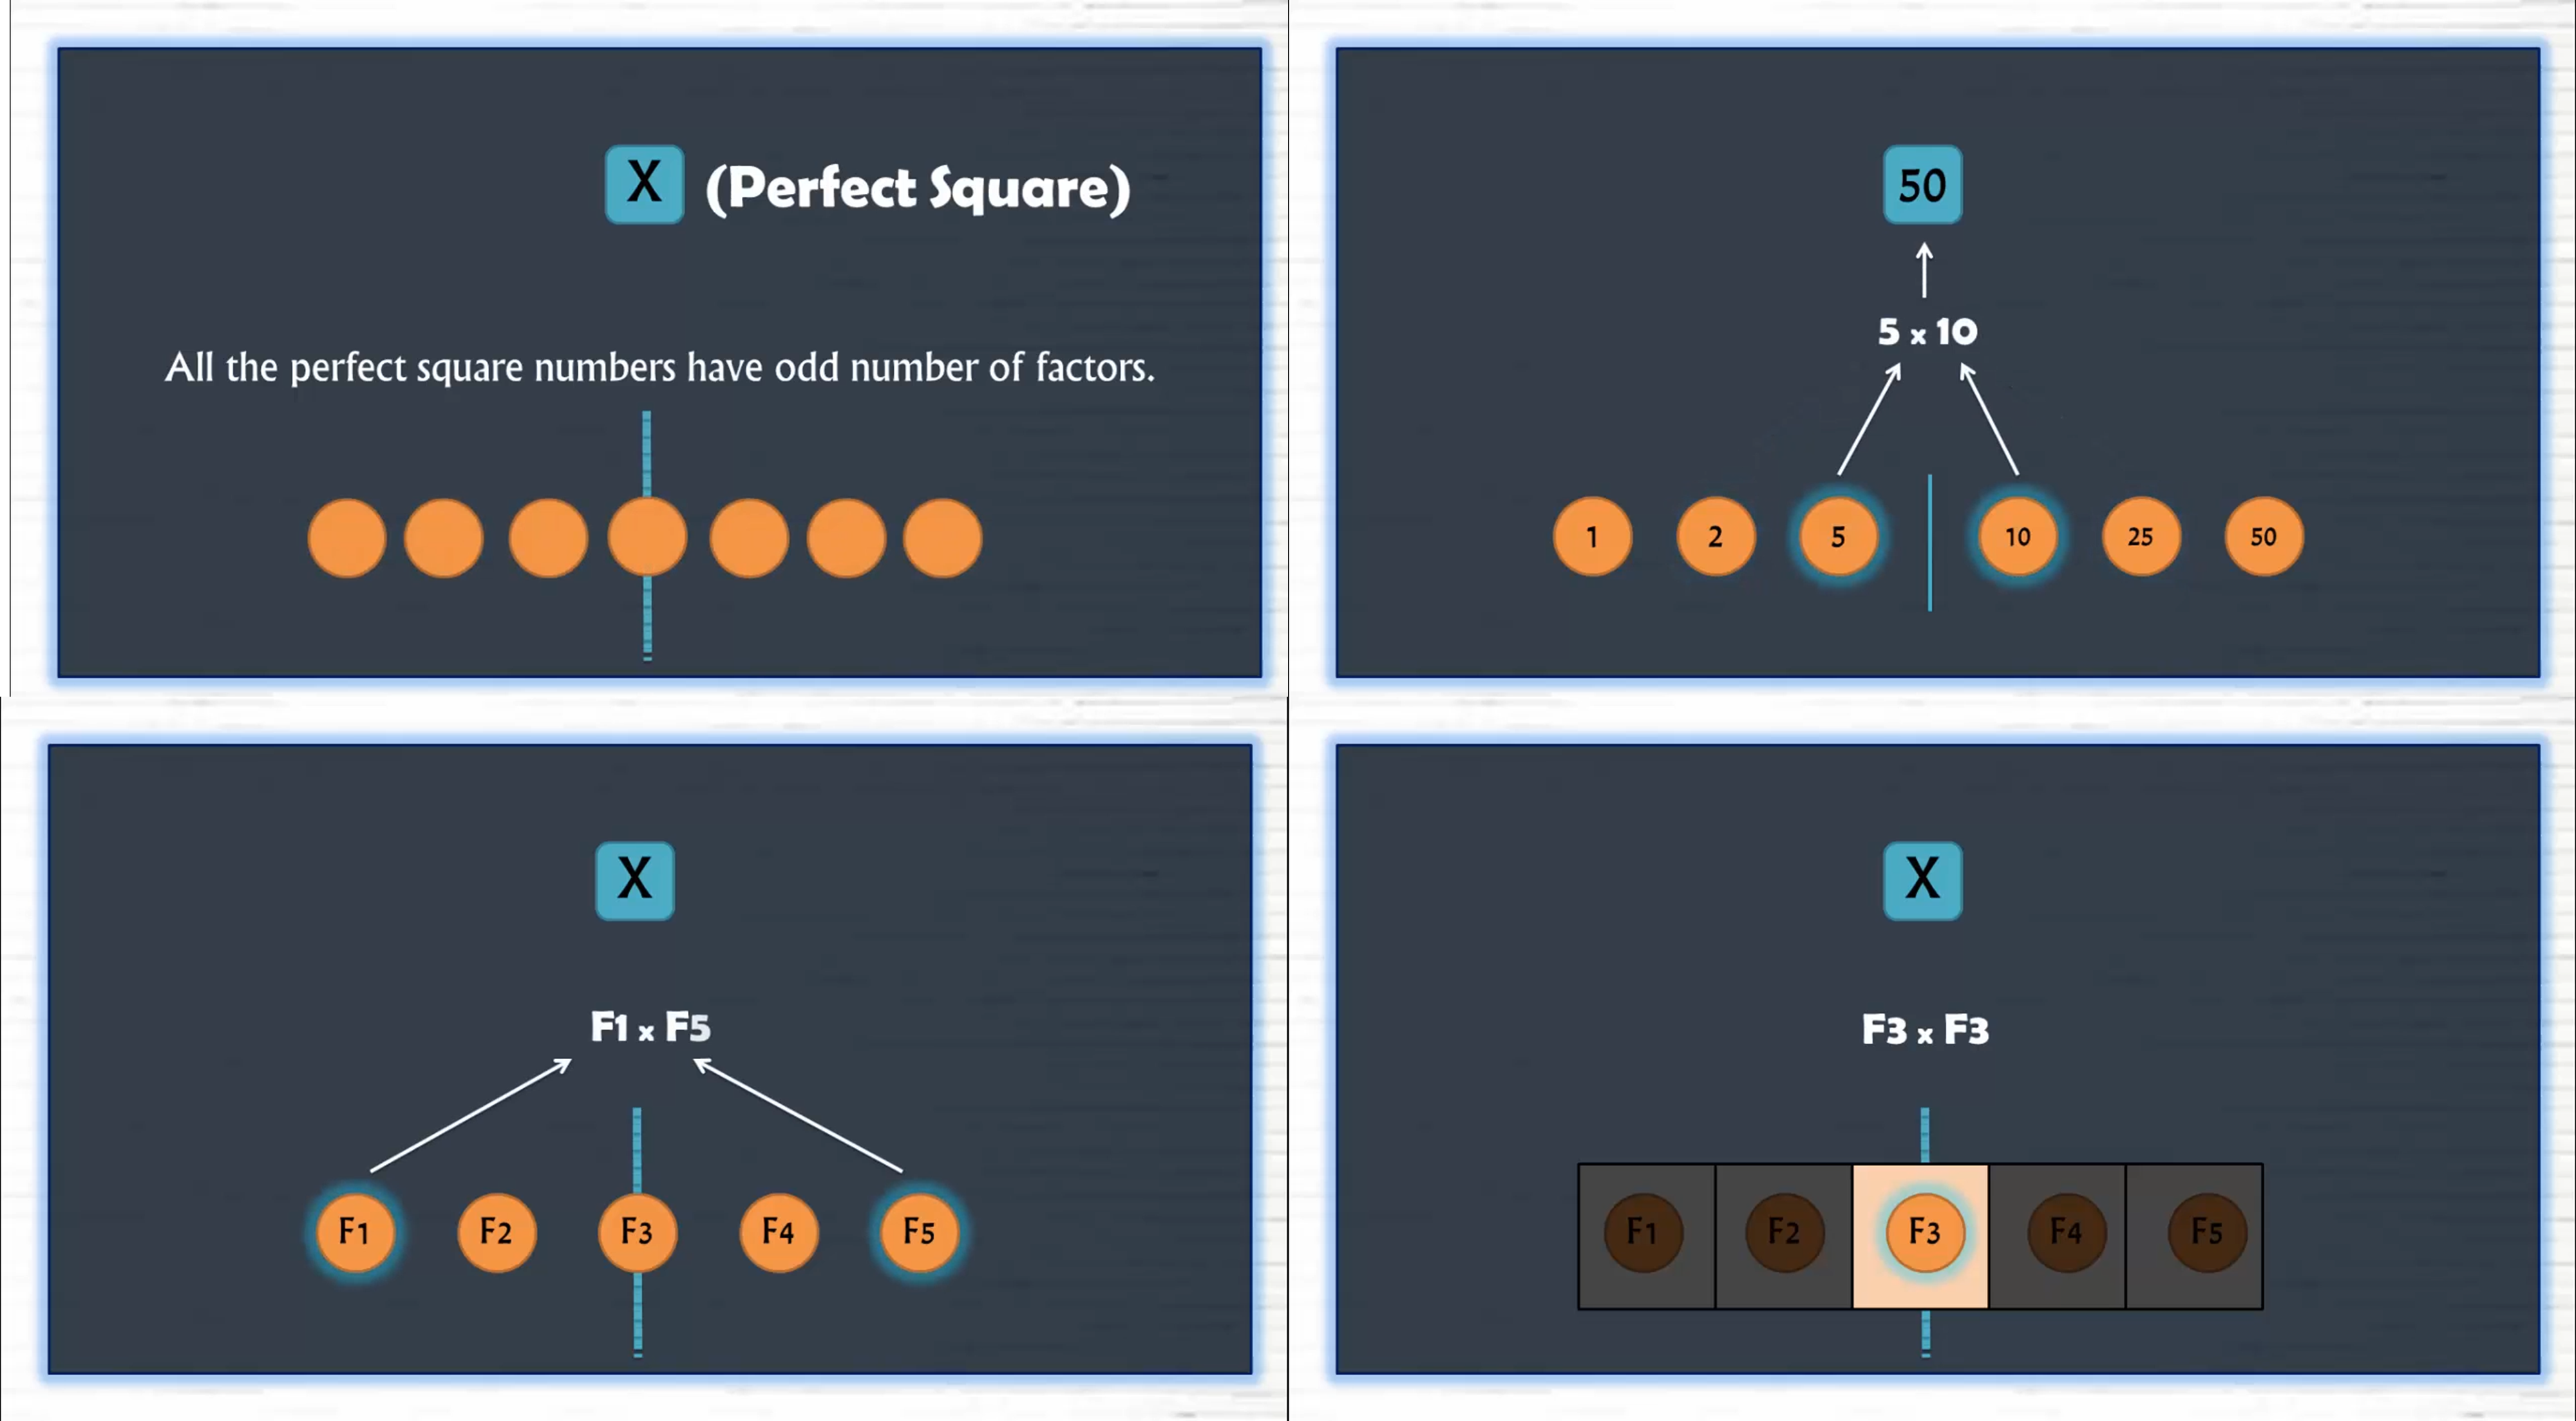 X (Perfect Square)
All the perfect square numbers have odd number of factors.
50
5 x 10
1 2 5 10 25 50
X
F1 x F5
F1 F2 F3 F4 F5
X
F3 x F3
F1 F2 F3 F4 F5